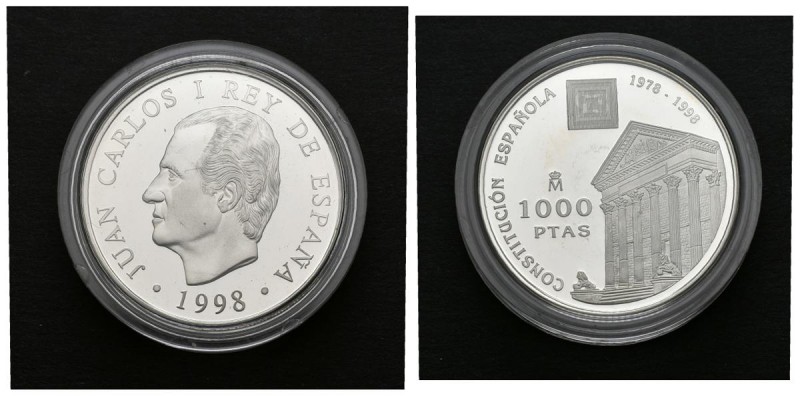 JUAN CARLOS I REY DE ESPAÑA
· 1998 ·
CONSTITUCIÓN ESPAÑOLA
1978 - 1998
M
1000
PTAS